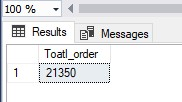 100 %
Results Messages
Toatl_order
1 21350